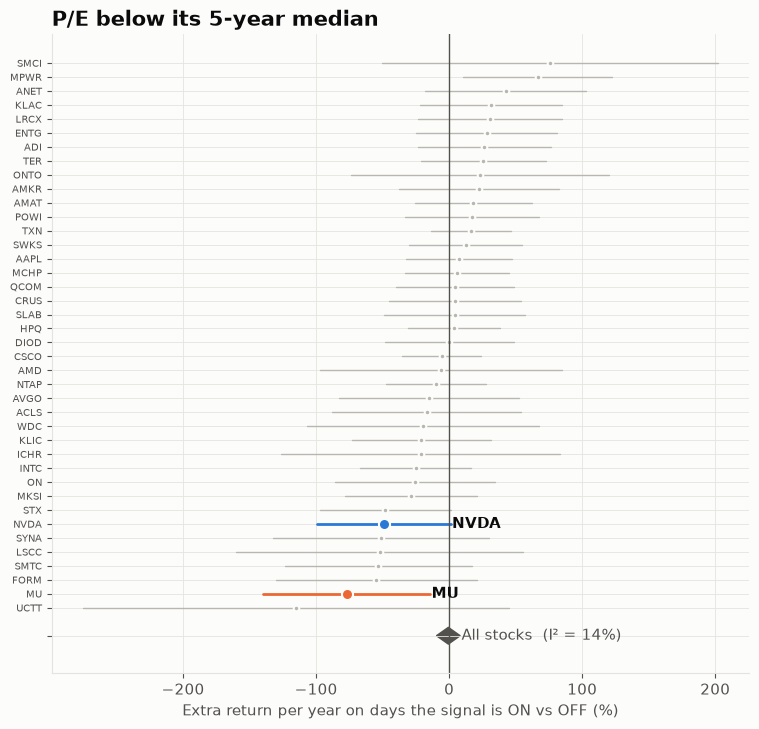 P/E below its 5-year median
SMCI
MPWR
ANET
KLAC
LRCX
ENTG
ADI
TER
ONTO
AMKR
AMAT
POWI
TXN
SWKS
AAPL
MCHP
QCOM
CRUS
SLAB
HPQ
DIOD
CSCO
AMD
NTAP
AVGO
ACLS
WDC
KLIC
ICHR
INTC
ON
MKSI
STX
NVDA NVDA
SYNA
LSCC
SMTC
FORM
MU MU
UCTT
All stocks (I² = 14%)
−200 −100 0 100 200
Extra return per year on days the signal is ON vs OFF (%)